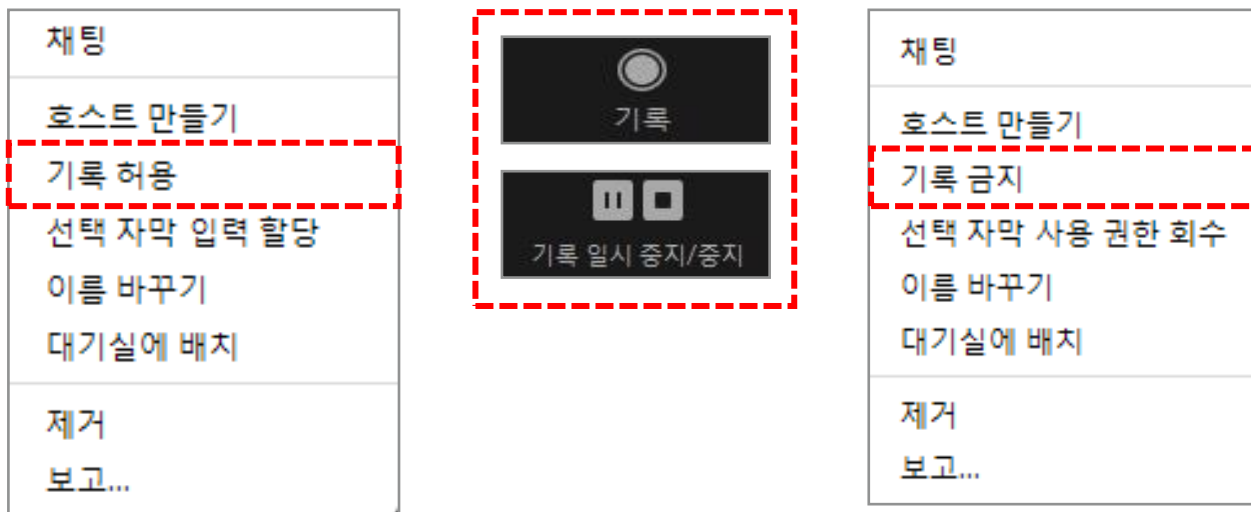 채팅
호스트 만들기
기록 허용
선택 자막 입력 할당
이름 바꾸기
대기실에 배치
제거
보고...
기록
기록 일시 중지/중지
채팅
호스트 만들기
기록 금지
선택 자막 사용 권한 회수
이름 바꾸기
대기실에 배치
제거
보고...